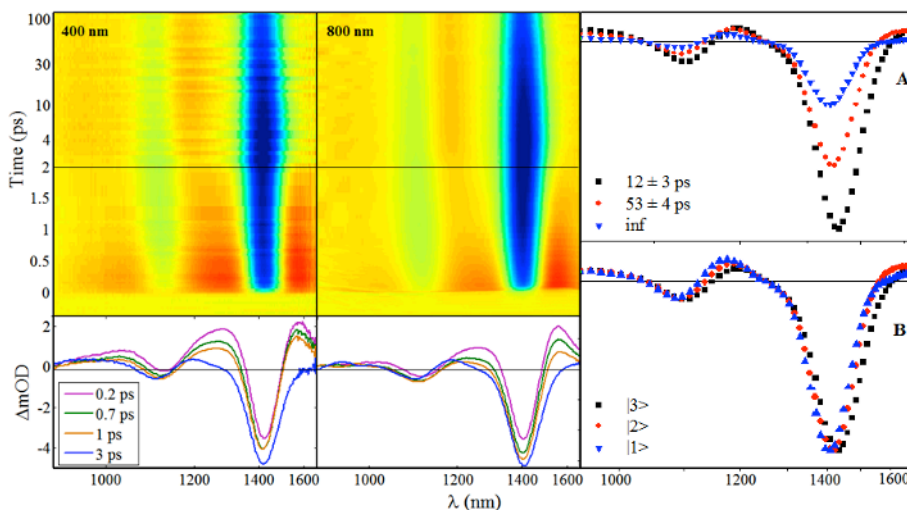 400 nm
800 nm
Time (ps)
100
30
10
4
2
1.5
1
0.5
0
ΔmOD
2
0
-2
-4
0.2 ps
0.7 ps
1 ps
3 ps
1000 1200 1400 1600
1000 1200 1400 1600
λ (nm)
A
12 ± 3 ps
53 ± 4 ps
inf
B
|3>
|2>
|1>
1000 1200 1400 1600